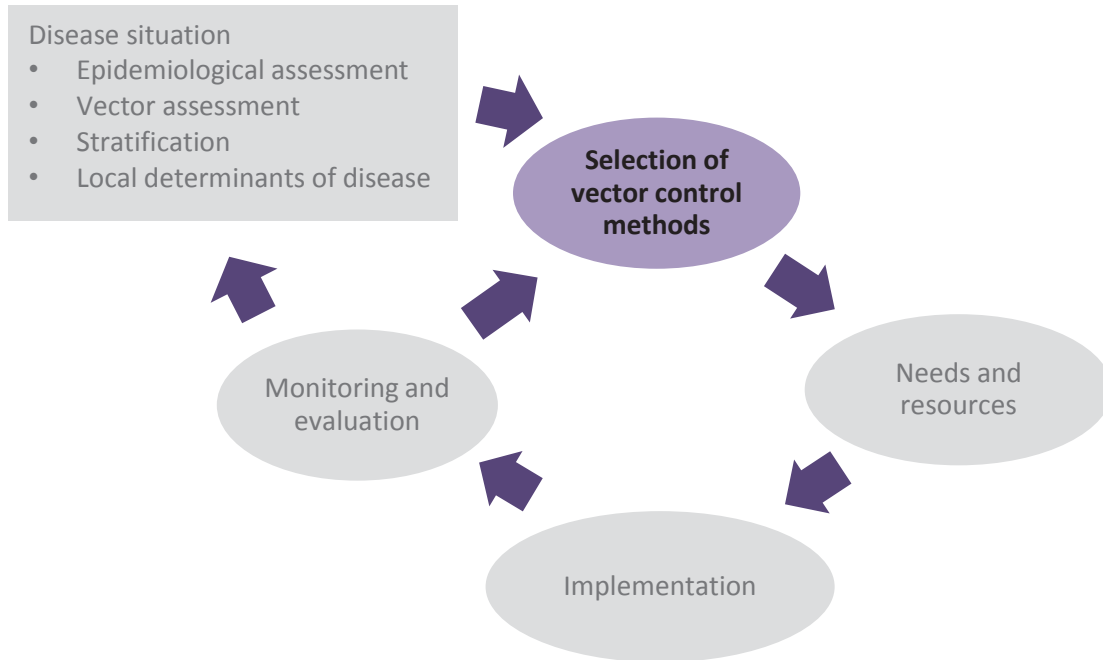 Disease situation
• Epidemiological assessment
• Vector assessment
• Stratification
• Local determinants of disease
Selection of
vector control
methods
Needs and
resources
Implementation
Monitoring and
evaluation